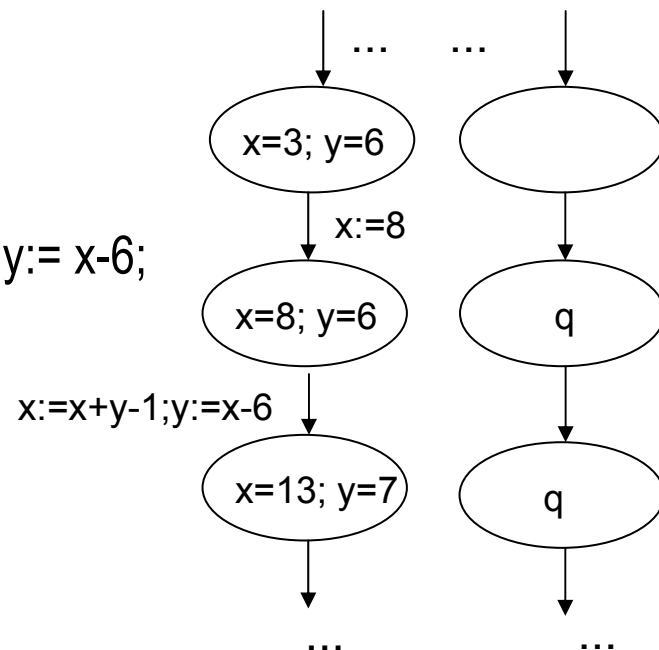 ... ...
x=3; y=6
x:=8
y:= x-6;
x=8; y=6 q
x:=x+y-1;y:=x-6
x=13; y=7 q
... ...